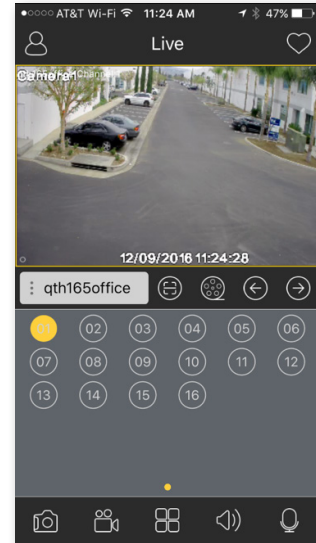 AT&T Wi-Fi 11:24 AM 47%
Live
Camera1
12/09/2016 11:24:28
qth165office
01 02 03 04 05 06
07 08 09 10 11 12
13 14 15 16